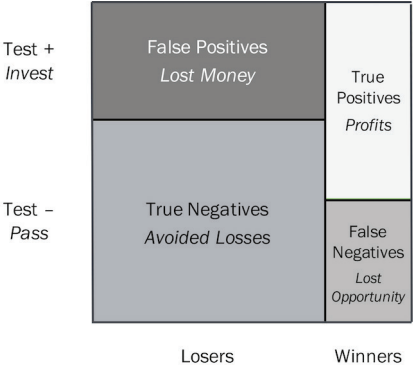 Test +
Invest
False Positives
Lost Money
True
Positives
Profits
Test –
Pass
True Negatives
Avoided Losses
False
Negatives
Lost
Opportunity
Losers
Winners